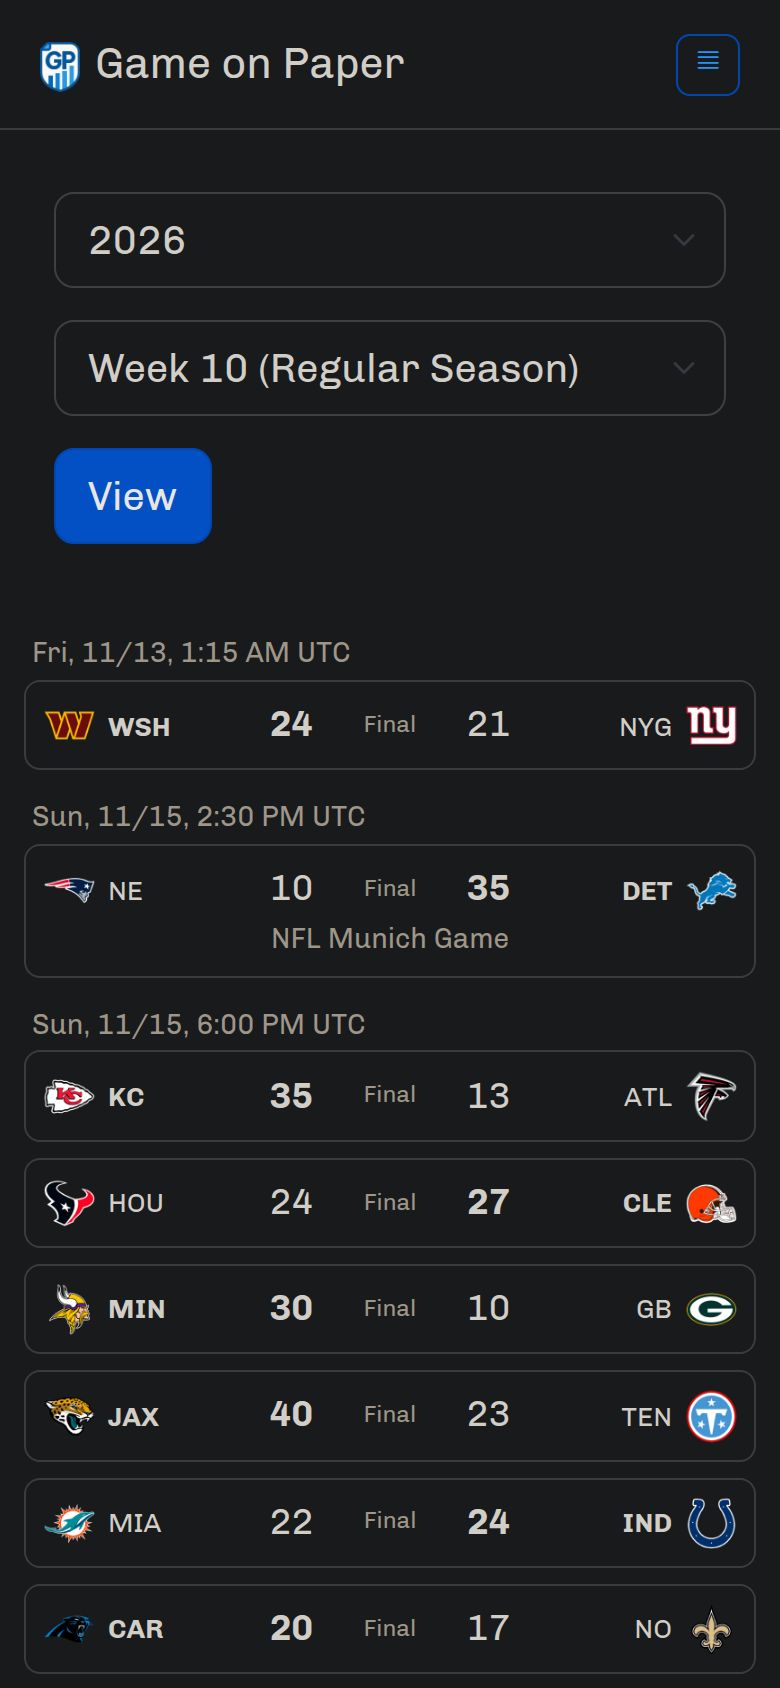 GP Game on Paper
2026
Week 10 (Regular Season)
View
Fri, 11/13, 1:15 AM UTC
WSH 24 Final 21 NYG ny
Sun, 11/15, 2:30 PM UTC
NE 10 Final 35 DET
NFL Munich Game
Sun, 11/15, 6:00 PM UTC
KC KC 35 Final 13 ATL
HOU 24 Final 27 CLE
MIN 30 Final 10 GB G
JAX 40 Final 23 TEN T
MIA 22 Final 24 IND
CAR 20 Final 17 NO